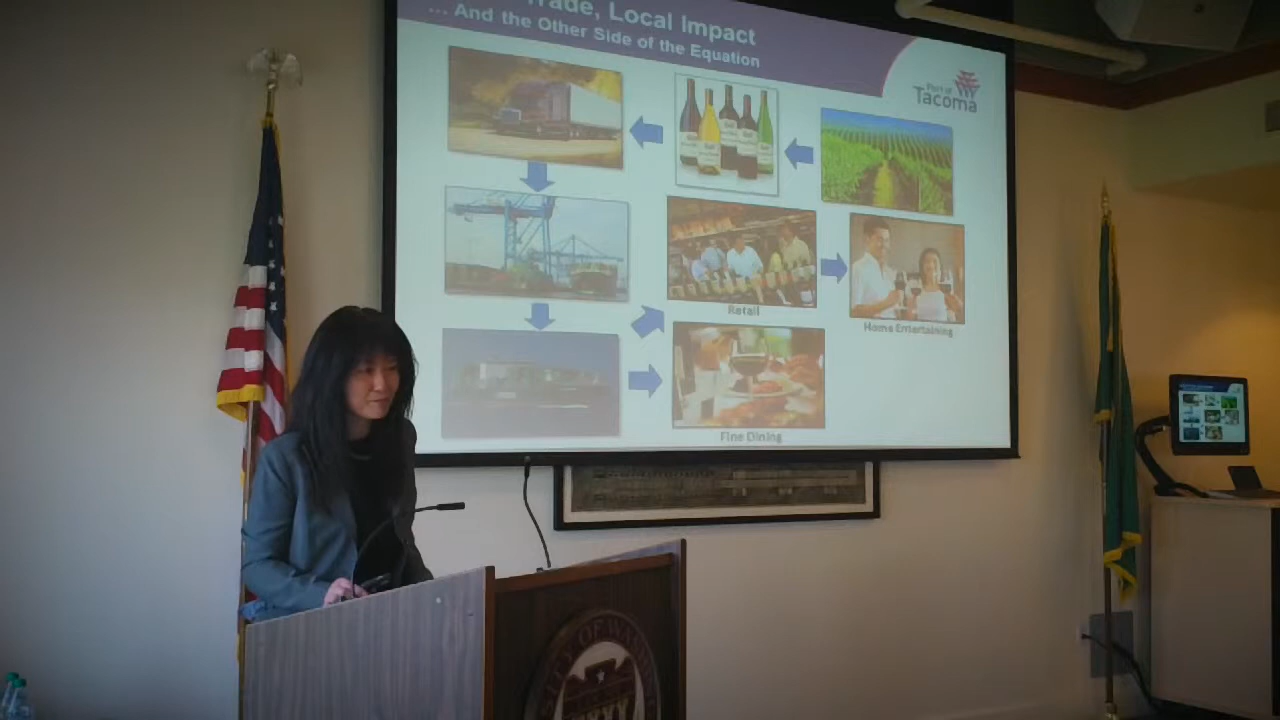 Trade, Local Impact
... And the Other Side of the Equation
Port of
Tacoma
Retail
Home Entertaining
Fine Dining